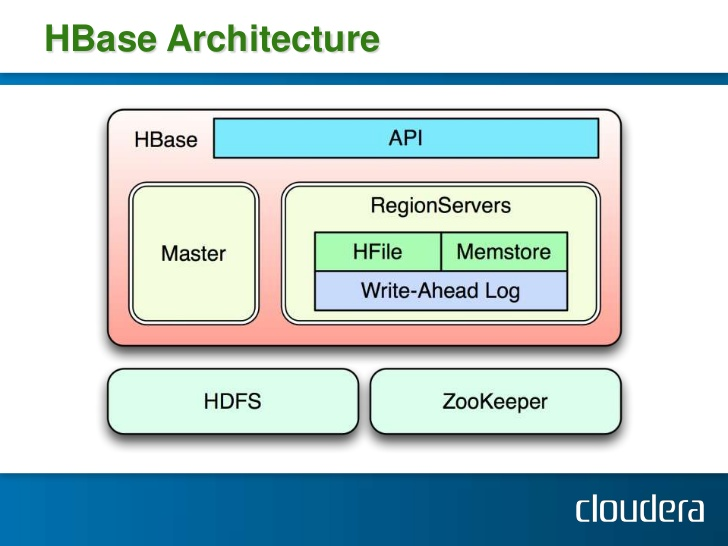 HBase Architecture
HBase
API
Master
RegionServers
HFile
Memstore
Write-Ahead Log
HDFS
ZooKeeper
cloudera